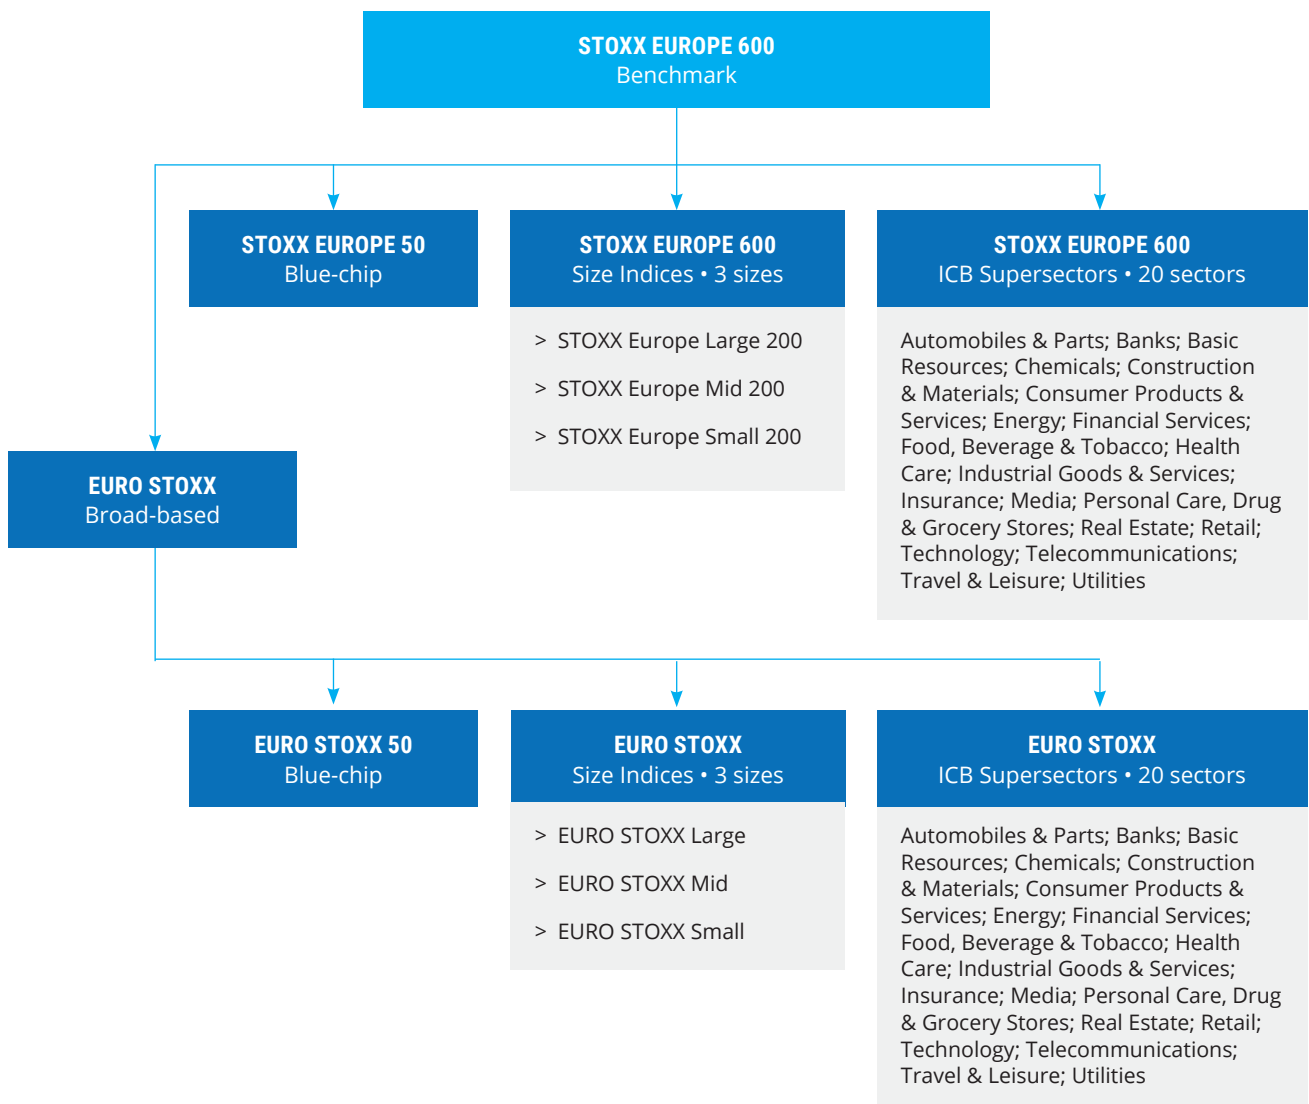 STOXX EUROPE 600
Benchmark
STOXX EUROPE 50
Blue-chip
STOXX EUROPE 600
Size Indices • 3 sizes
> STOXX Europe Large 200
> STOXX Europe Mid 200
> STOXX Europe Small 200
STOXX EUROPE 600
ICB Supersectors • 20 sectors
Automobiles & Parts; Banks; Basic
Resources; Chemicals; Construction
& Materials; Consumer Products &
Services; Energy; Financial Services;
Food, Beverage & Tobacco; Health
Care; Industrial Goods & Services;
Insurance; Media; Personal Care, Drug
& Grocery Stores; Real Estate; Retail;
Technology; Telecommunications;
Travel & Leisure; Utilities
EURO STOXX
Broad-based
EURO STOXX 50
Blue-chip
EURO STOXX
Size Indices • 3 sizes
> EURO STOXX Large
> EURO STOXX Mid
> EURO STOXX Small
EURO STOXX
ICB Supersectors • 20 sectors
Automobiles & Parts; Banks; Basic
Resources; Chemicals; Construction
& Materials; Consumer Products &
Services; Energy; Financial Services;
Food, Beverage & Tobacco; Health
Care; Industrial Goods & Services;
Insurance; Media; Personal Care, Drug
& Grocery Stores; Real Estate; Retail;
Technology; Telecommunications;
Travel & Leisure; Utilities